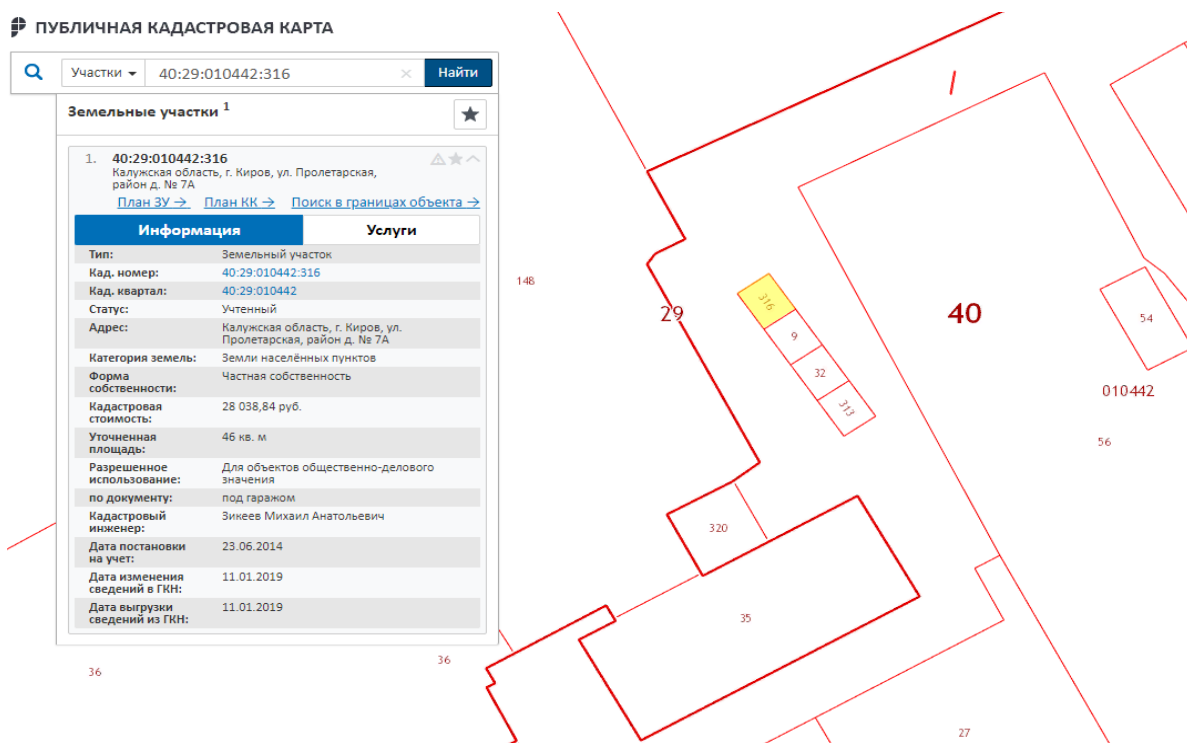 ПУБЛИЧНАЯ КАДАСТРОВАЯ КАРТА
Участки 40:29:010442:316 × Найти
Земельные участки 1
1. 40:29:010442:316
Калужская область, г. Киров, ул. Пролетарская,
район д. № 7А
План ЗУ → План КК → Поиск в границах объекта →
Информация Услуги
Тип: Земельный участок
Кад. номер: 40:29:010442:316
Кад. квартал: 40:29:010442
Статус: Учтенный
Адрес: Калужская область, г. Киров, ул.
Пролетарская, район д. № 7А
Категория земель: Земли населённых пунктов
Форма Частная собственность
собственности:
Кадастровая 28 038,84 руб.
стоимость:
Уточненная 46 кв. м
площадь:
Разрешенное Для объектов общественно-делового
использование: значения
по документу: под гаражом
Кадастровый Зикеев Михаил Анатольевич
инженер:
Дата постановки 23.06.2014
на учет:
Дата изменения 11.01.2019
сведений в ГКН:
Дата выгрузки 11.01.2019
сведений из ГКН:
148
29
316
9
32
313
40
54
010442
56
320
35
36
36
27